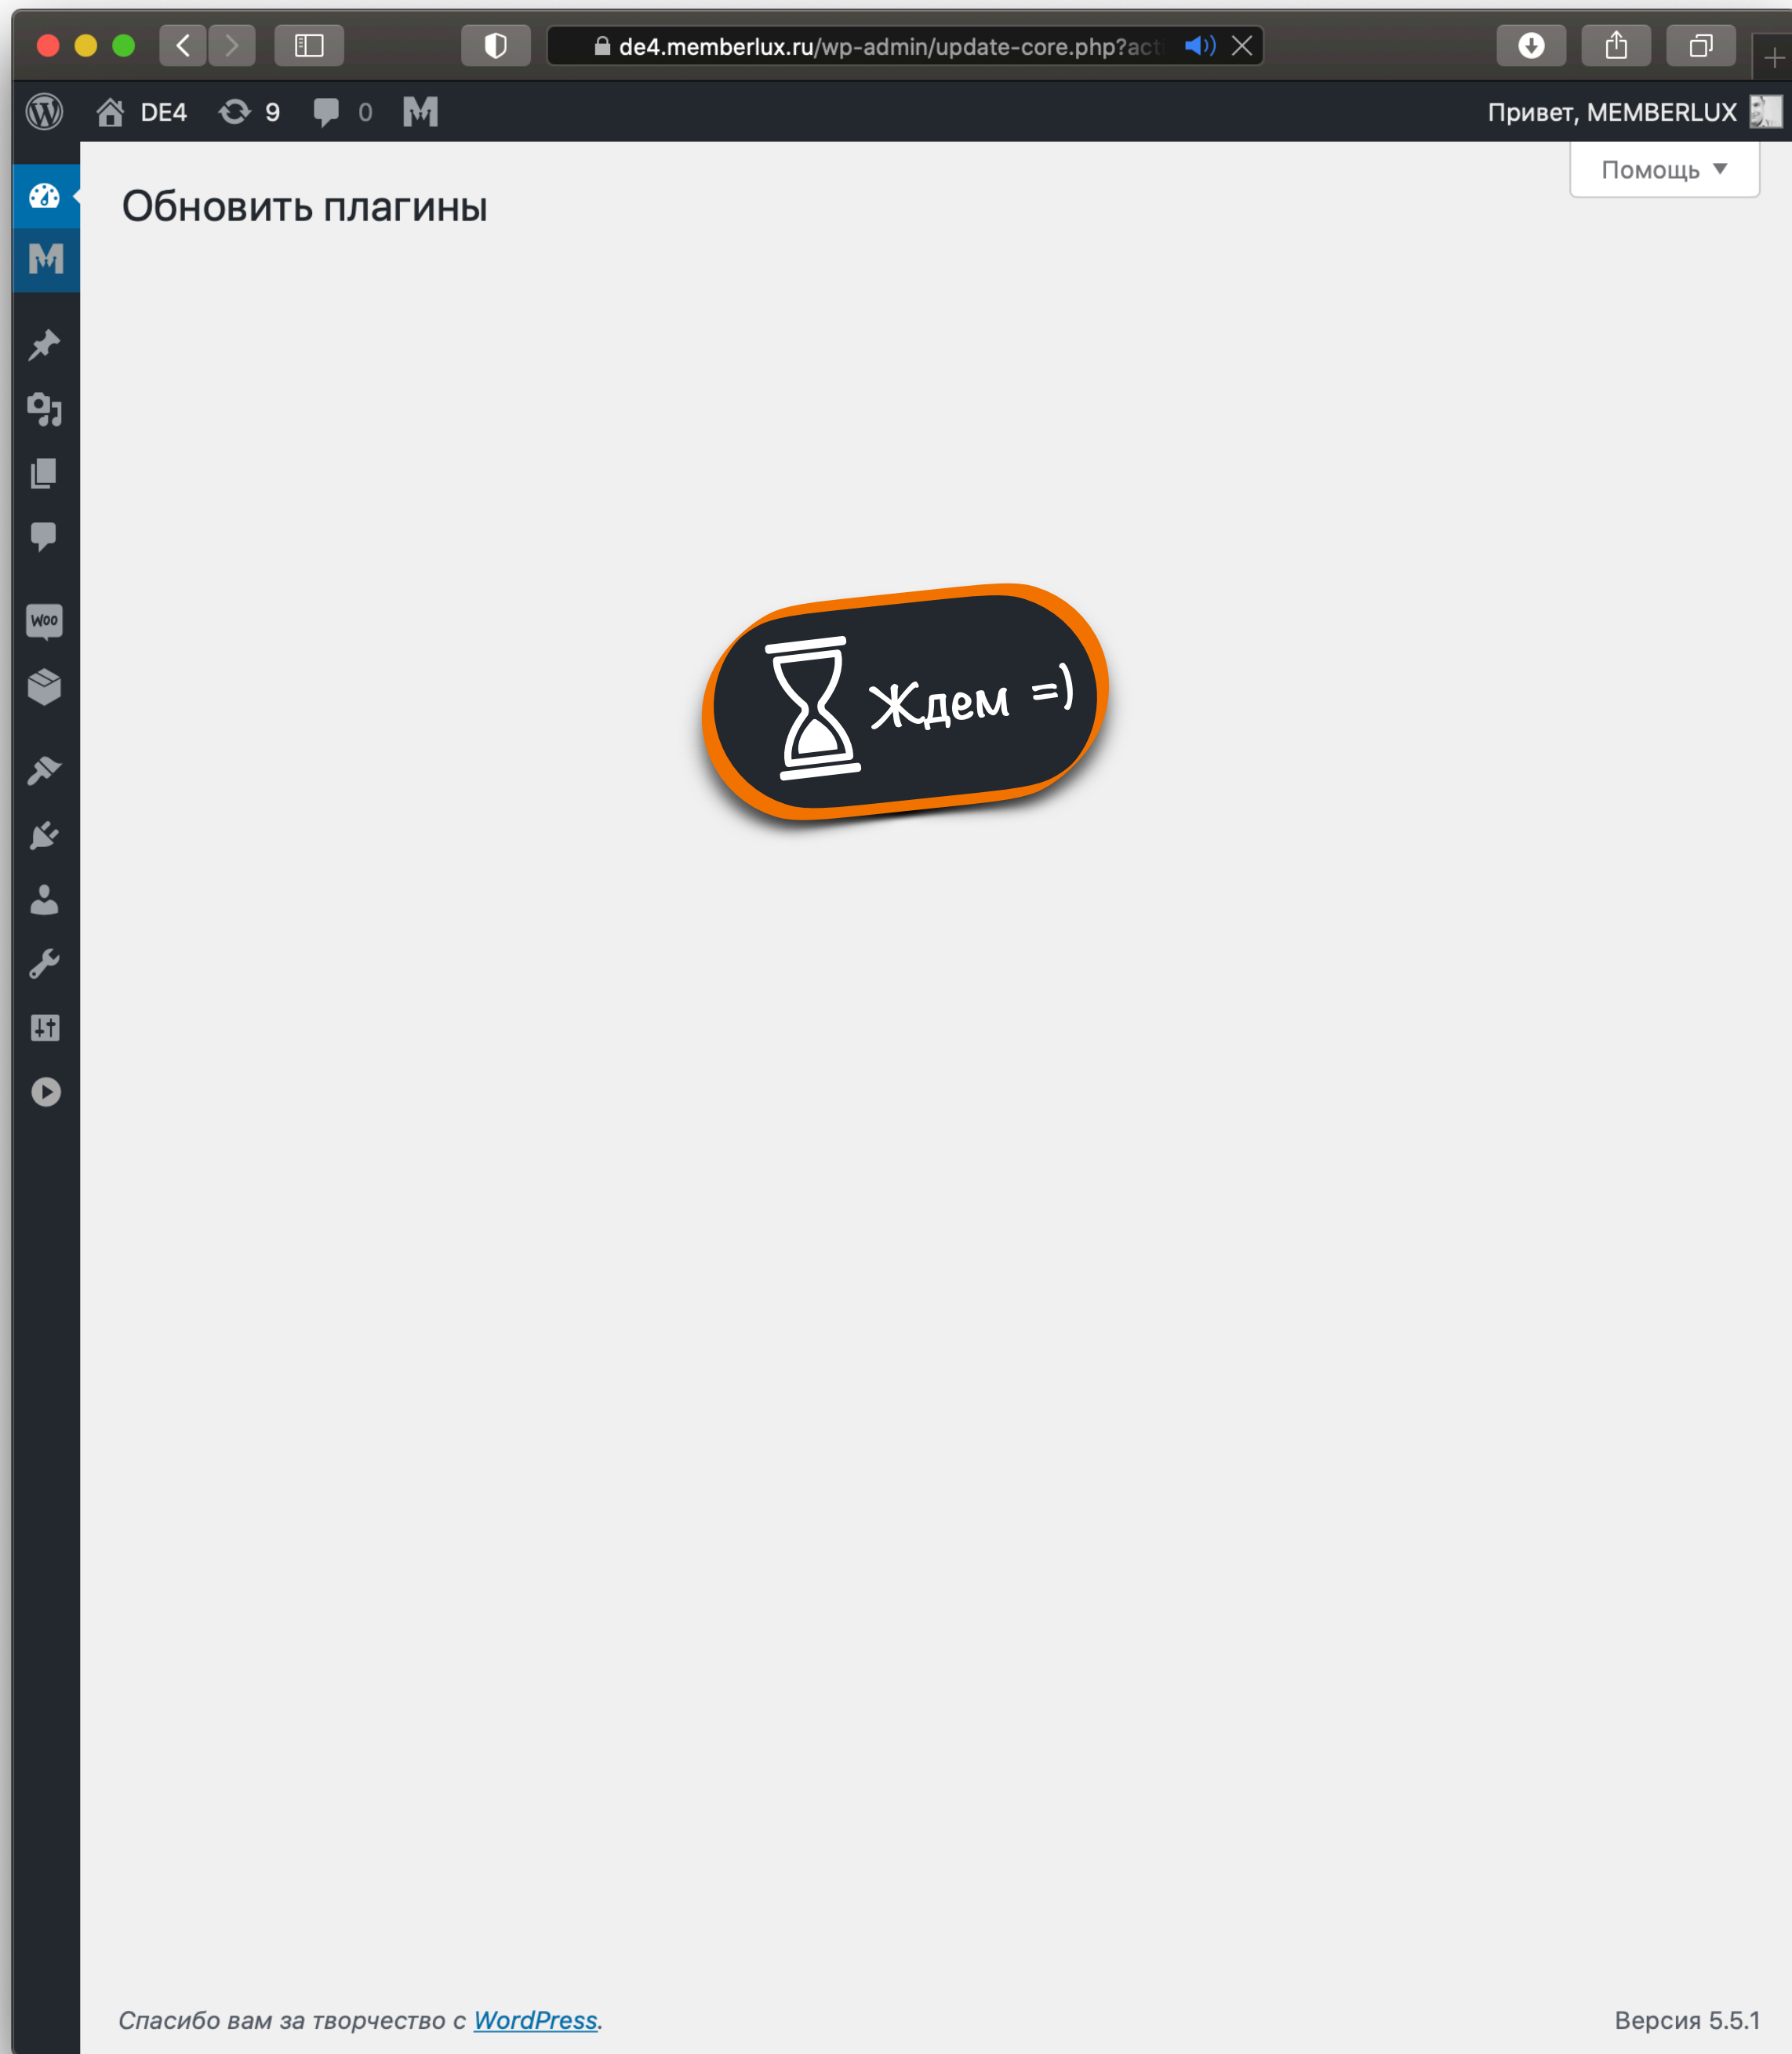 de4.memberlux.ru/wp-admin/update-core.php?acti
DE4 9 0 Привет, MEMBERLUX
Помощь
Обновить плагины
Woo
Ждем =)
Спасибо вам за творчество с WordPress.
Версия 5.5.1